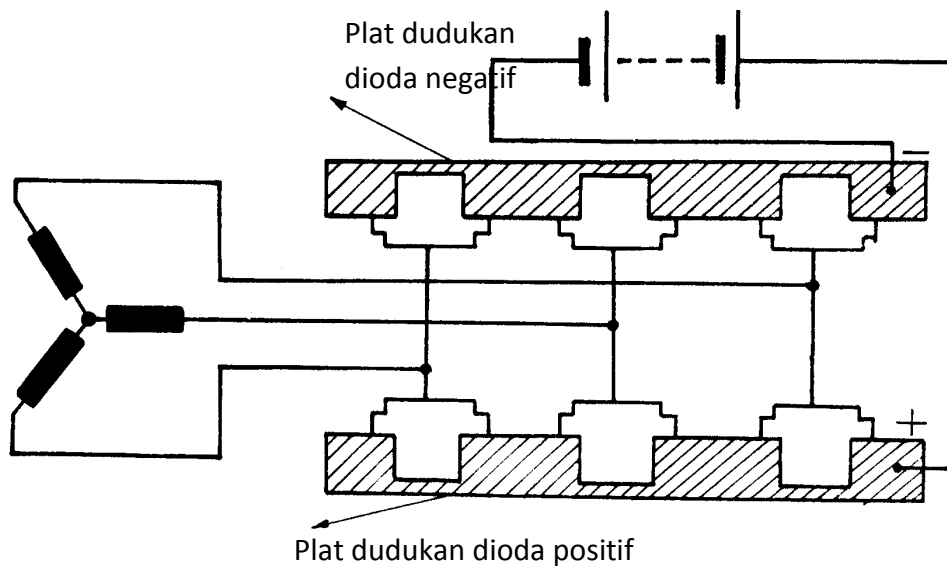 Plat dudukan
dioda negatif
−
+
Plat dudukan dioda positif